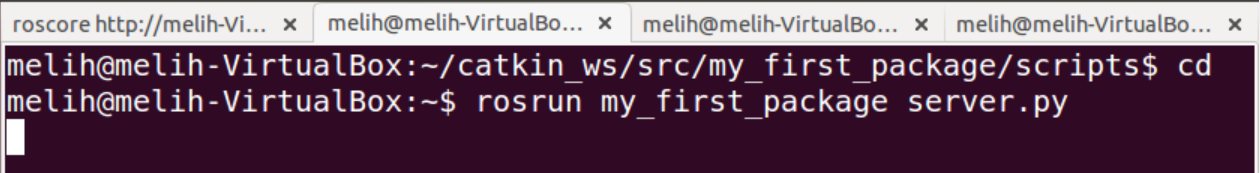 roscore http://melih-Vi... × melih@melih-VirtualBo... × melih@melih-VirtualBo... × melih@melih-VirtualBo... ×
melih@melih-VirtualBox:~/catkin_ws/src/my_first_package/scripts$ cd
melih@melih-VirtualBox:~$ rosrun my_first_package server.py